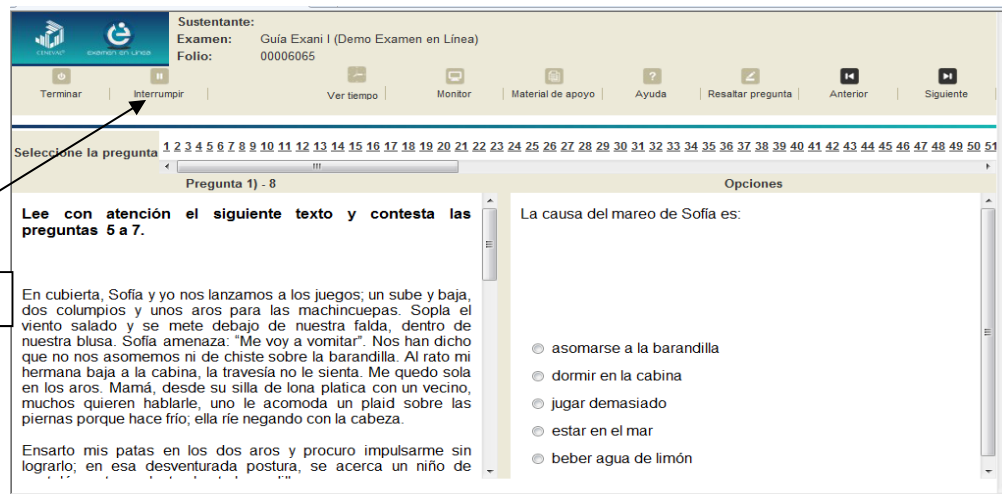 Sustentante:
Examen: Guía Exani I (Demo Examen en Línea)
Folio: 00006065
CENEVAL
examen en Línea
Terminar Interrumpir Ver tiempo Monitor Material de apoyo Ayuda Resaltar pregunta Anterior Siguiente
Seleccione la pregunta 1 2 3 4 5 6 7 8 9 10 11 12 13 14 15 16 17 18 19 20 21 22 23 24 25 26 27 28 29 30 31 32 33 34 35 36 37 38 39 40 41 42 43 44 45 46 47 48 49 50 51
Pregunta 1) - 8
Lee con atención el siguiente texto y contesta las
preguntas 5 a 7.
En cubierta, Sofía y yo nos lanzamos a los juegos; un sube y baja,
dos columpios y unos aros para las machincuepas. Sopla el
viento salado y se mete debajo de nuestra falda, dentro de
nuestra blusa. Sofía amenaza: “Me voy a vomitar”. Nos han dicho
que no nos asomemos ni de chiste sobre la barandilla. Al rato mi
hermana baja a la cabina, la travesía no le sienta. Me quedo sola
en los aros. Mamá, desde su silla de lona platica con un vecino,
muchos quieren hablarle, uno le acomoda un plaid sobre las
piernas porque hace frío; ella ríe negando con la cabeza.
Ensarto mis patas en los dos aros y procuro impulsarme sin
lograrlo; en esa desventurada postura, se acerca un niño de
Opciones
La causa del mareo de Sofía es:
asomarse a la barandilla
dormir en la cabina
jugar demasiado
estar en el mar
beber agua de limón